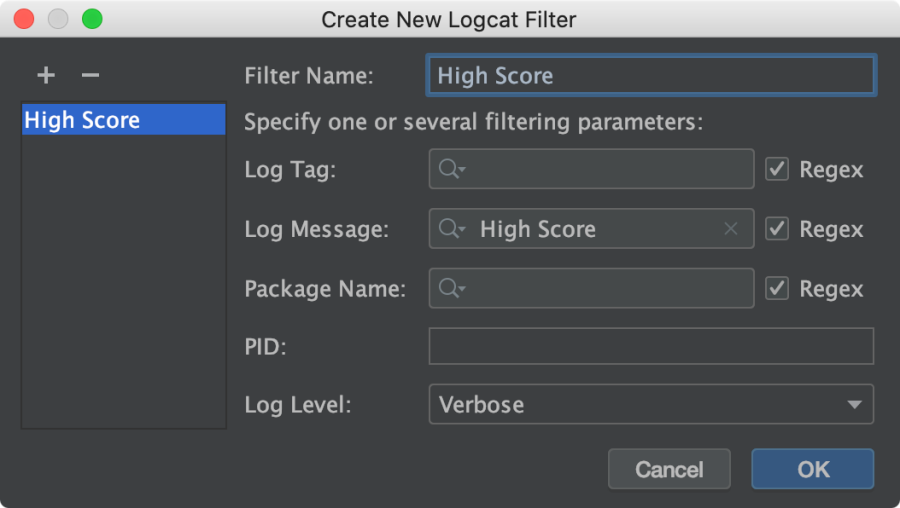 Create New Logcat Filter
+ −
High Score
Filter Name: High Score
Specify one or several filtering parameters:
Log Tag: Regex
Log Message: High Score Regex
Package Name: Regex
PID:
Log Level: Verbose
Cancel OK